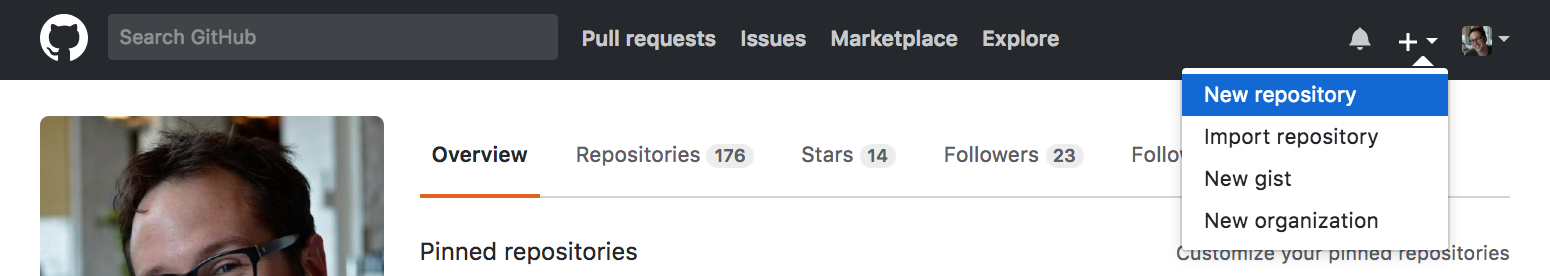 Search GitHub Pull requests Issues Marketplace Explore
New repository
Import repository
New gist
New organization
Overview Repositories 176 Stars 14 Followers 23 Follo
Pinned repositories
Customize your pinned repositories